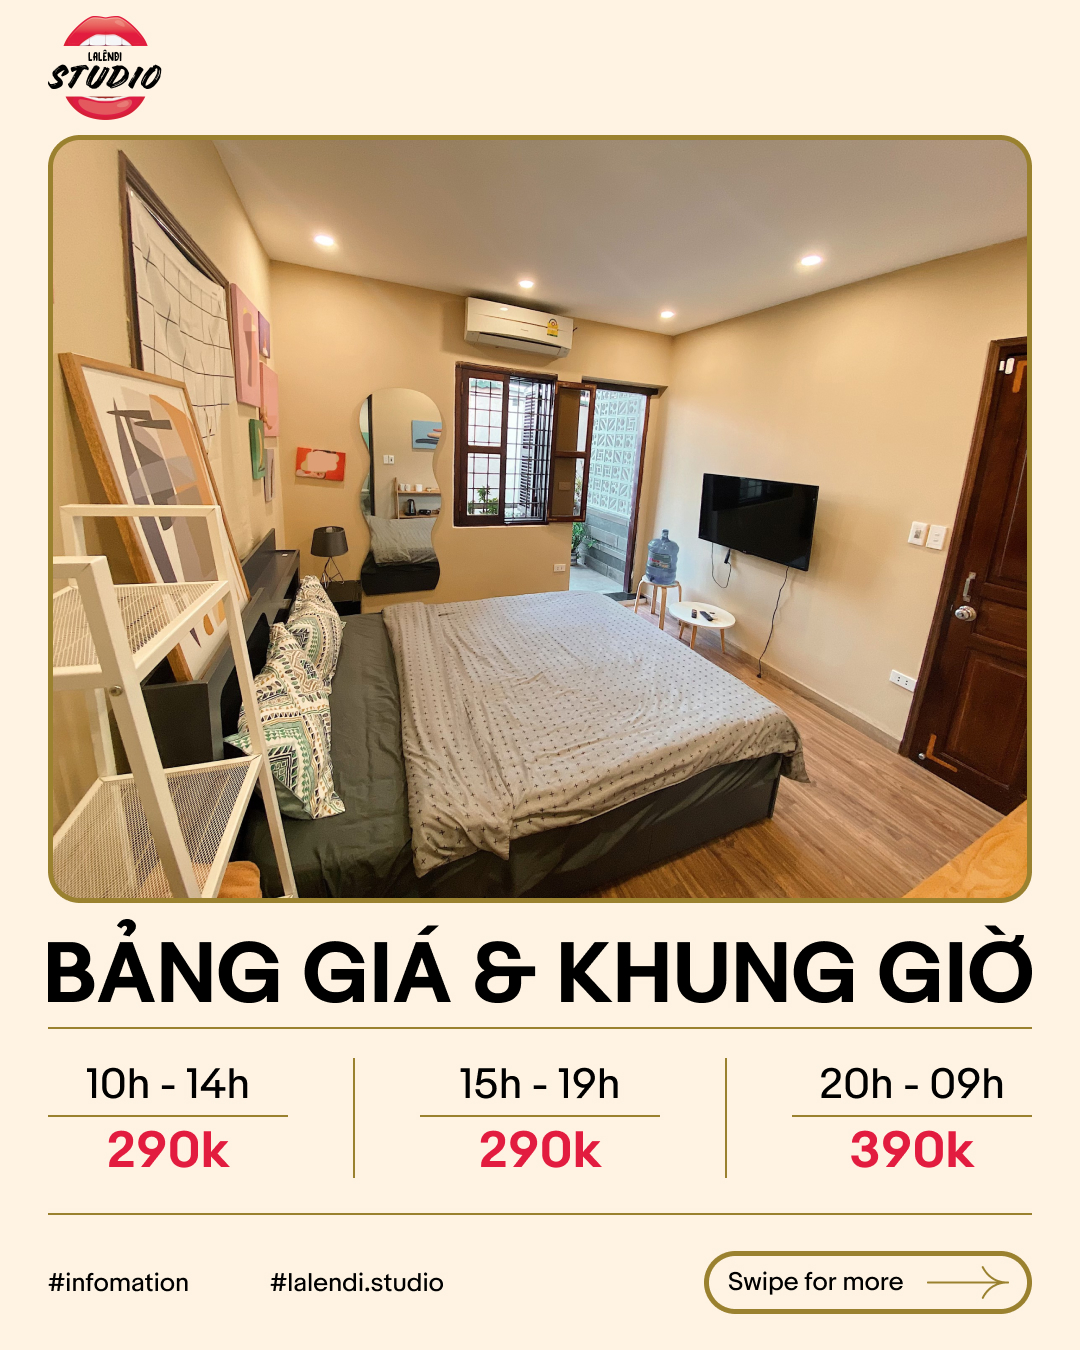 LALÊNĐI
STUDIO
BẢNG GIÁ & KHUNG GIỜ
10h - 14h
290k
15h - 19h
290k
20h - 09h
390k
#infomation
#lalendi.studio
Swipe for more